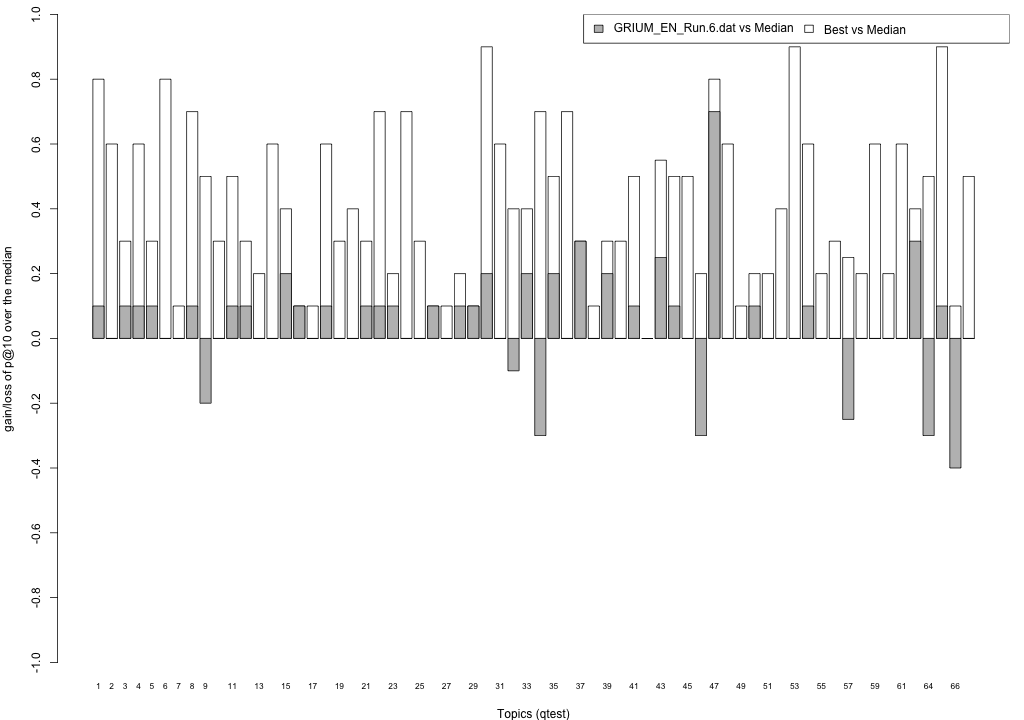 GRIUM_EN_Run.6.dat vs Median Best vs Median
gain/loss of p@10 over the median
1.0
0.8
0.6
0.4
0.2
0.0
-0.2
-0.4
-0.6
-0.8
-1.0
1 2 3 4 5 6 7 8 9 11 13 15 17 19 21 23 25 27 29 31 33 35 37 39 41 43 45 47 49 51 53 55 57 59 61 64 66
Topics (qtest)